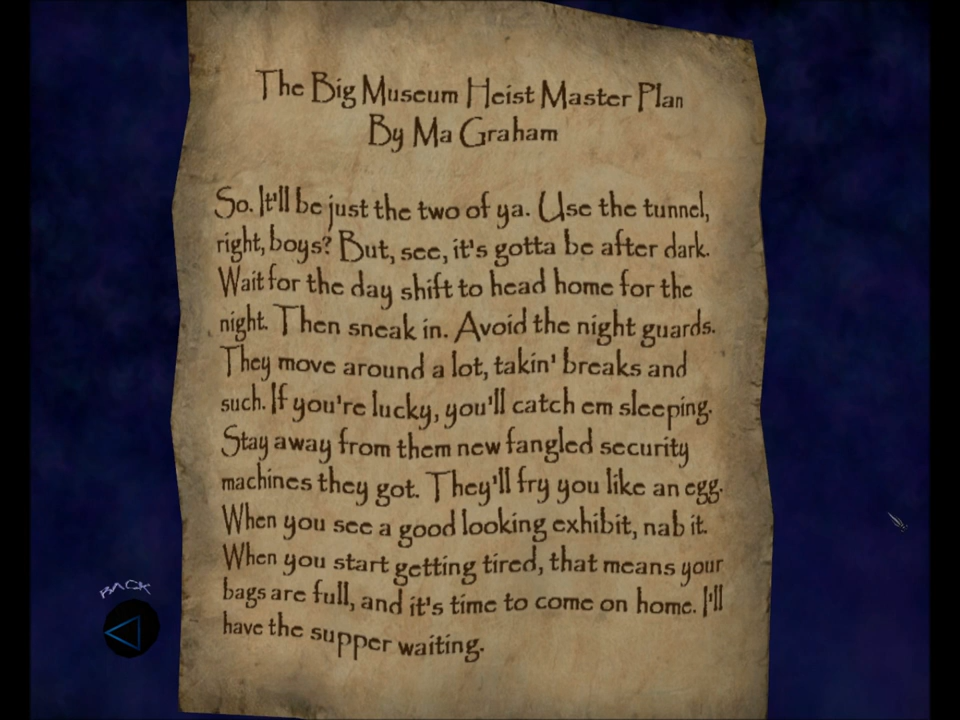 The Big Museum Heist Master Plan
By Ma Graham
So. It'll be just the two of ya. Use the tunnel,
right, boys? But, see, it's gotta be after dark.
Wait for the day shift to head home for the
night. Then sneak in. Avoid the night guards.
They move around a lot, takin' breaks and
such. If you're lucky, you'll catch em sleeping.
Stay away from them new fangled security
machines they got. They'll fry you like an egg.
When you see a good looking exhibit, nab it.
When you start getting tired, that means your
bags are full, and it's time to come on home. I'll
have the supper waiting.
BACK